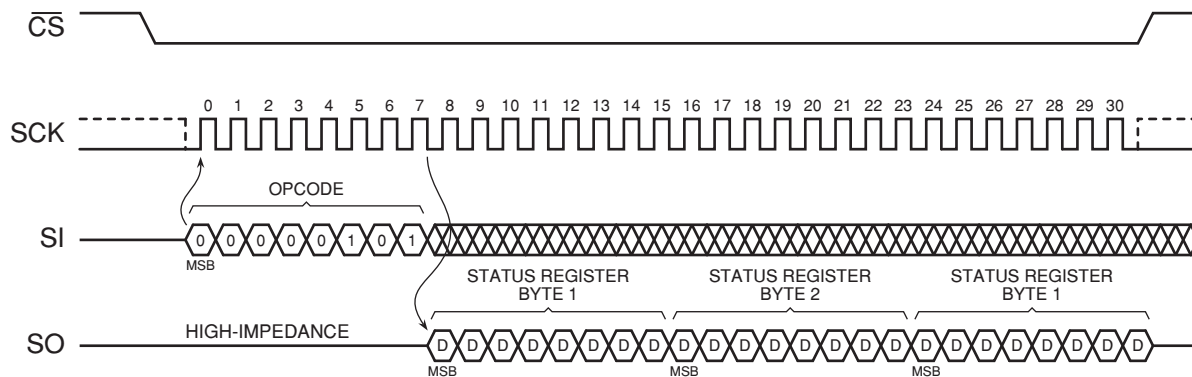 CS
0 1 2 3 4 5 6 7 8 9 10 11 12 13 14 15 16 17 18 19 20 21 22 23 24 25 26 27 28 29 30
SCK
OPCODE
SI 0 0 0 0 0 1 0 1
MSB
STATUS REGISTER
BYTE 1
STATUS REGISTER
BYTE 2
STATUS REGISTER
BYTE 1
HIGH-IMPEDANCE
SO D D D D D D D D D D D D D D D D D D D D D D D D
MSB MSB MSB